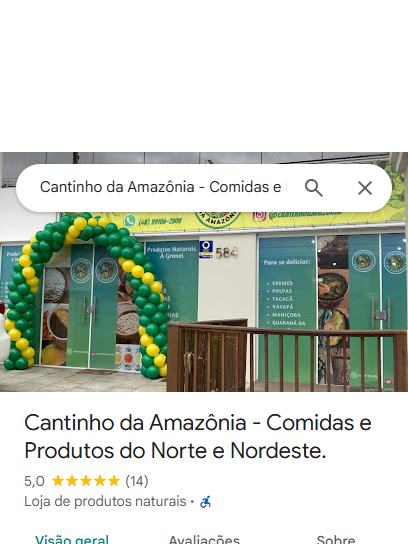 Cantinho da Amazônia - Comidas e
(48) 99106-2908
DA AMAZÔNIA
@CANTINHODAAMAZONIA
Produtos Naturais
À Granel
584
Para se deliciar:
• CREMES
• POLPAS
• TACACÁ
• VATAPÁ
• MANIÇOBA
• GUARANÁ DA
Cantinho da Amazônia - Comidas e
Produtos do Norte e Nordeste.
5,0 ★★★★★ (14)
Loja de produtos naturais •
Visão geral Avaliações Sobre